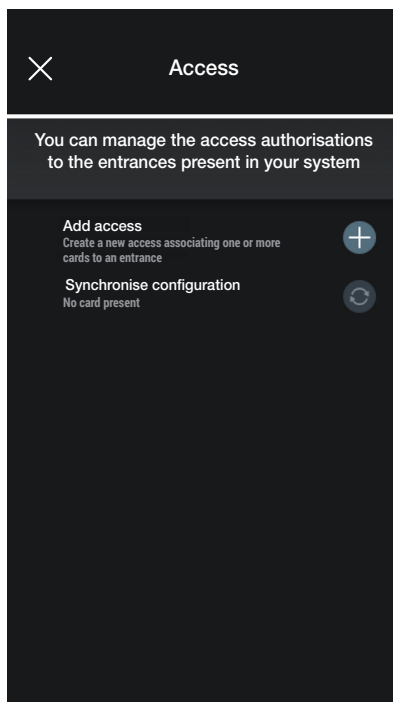 Access
You can manage the access authorisations
to the entrances present in your system
Add access
Create a new access associating one or more
cards to an entrance
Synchronise configuration
No card present